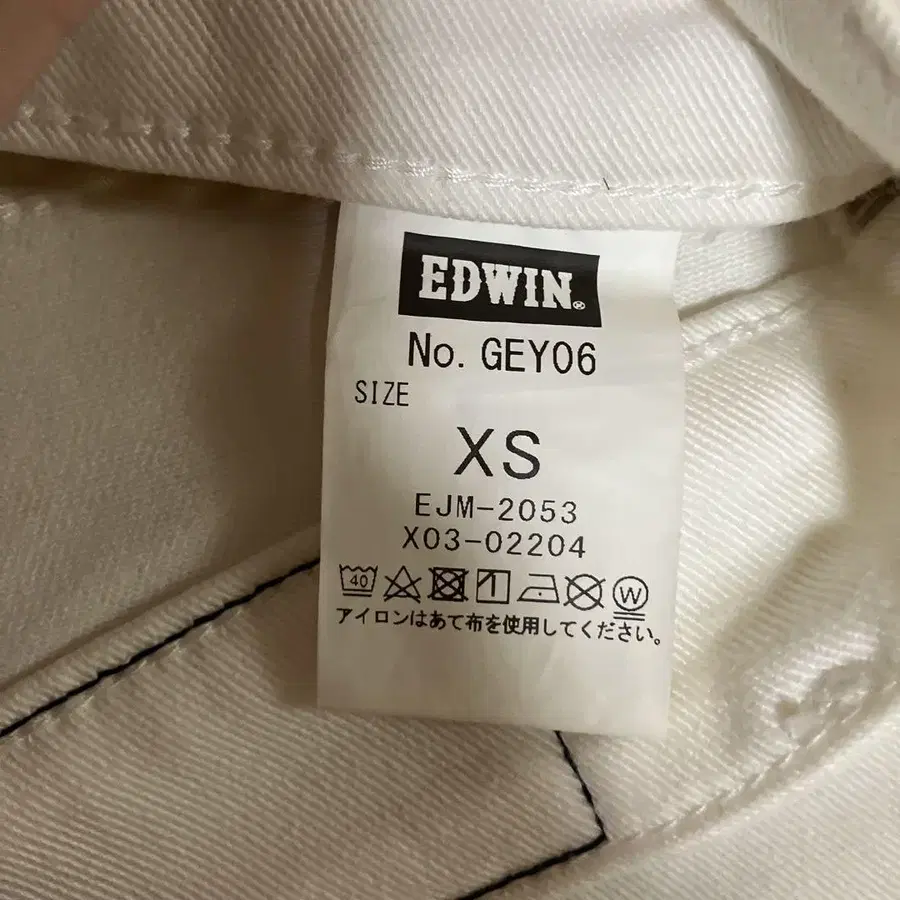 EDWIN®
No. GEY06
SIZE
XS
EJM-2053
X03-02204
40 W
アイロンはあて布を使用してください。